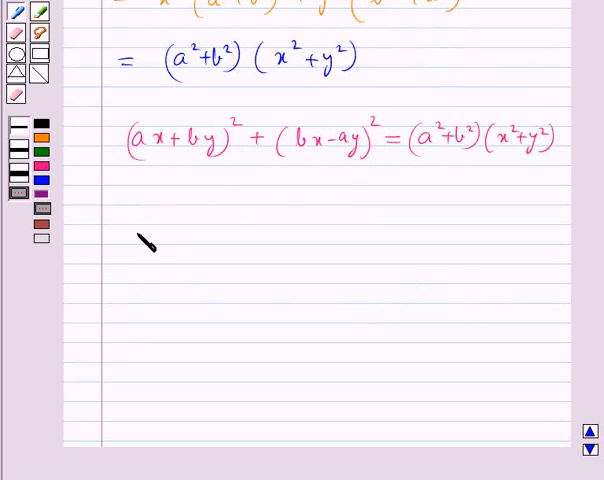 = (a²+b²) (x²+y²)
(ax+by)² + (bx-ay)² = (a²+b²)(x²+y²)